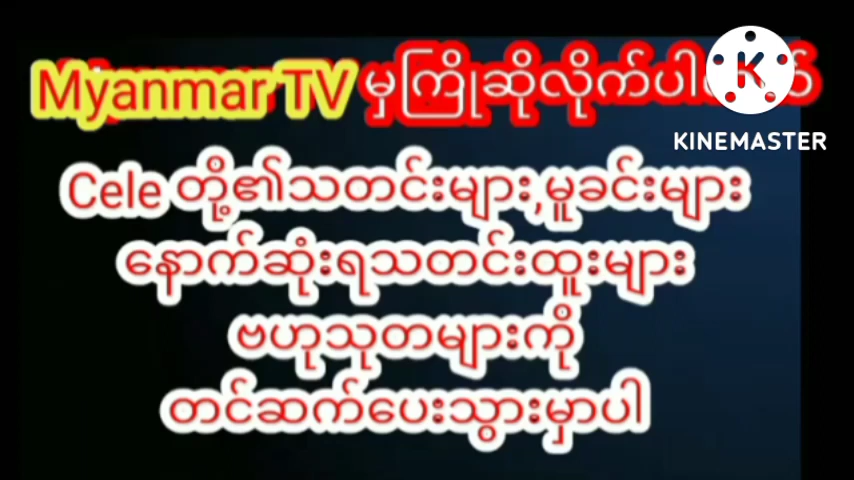 Myanmar TV မှကြိုဆိုလိုက်ပါ
K
KINEMASTER
Cele တို့၏သတင်းများ,မူခင်းများ
နောက်ဆုံးရသတင်းထူးများ
ဗဟုသုတများကို
တင်ဆက်ပေးသွားမှာပါ